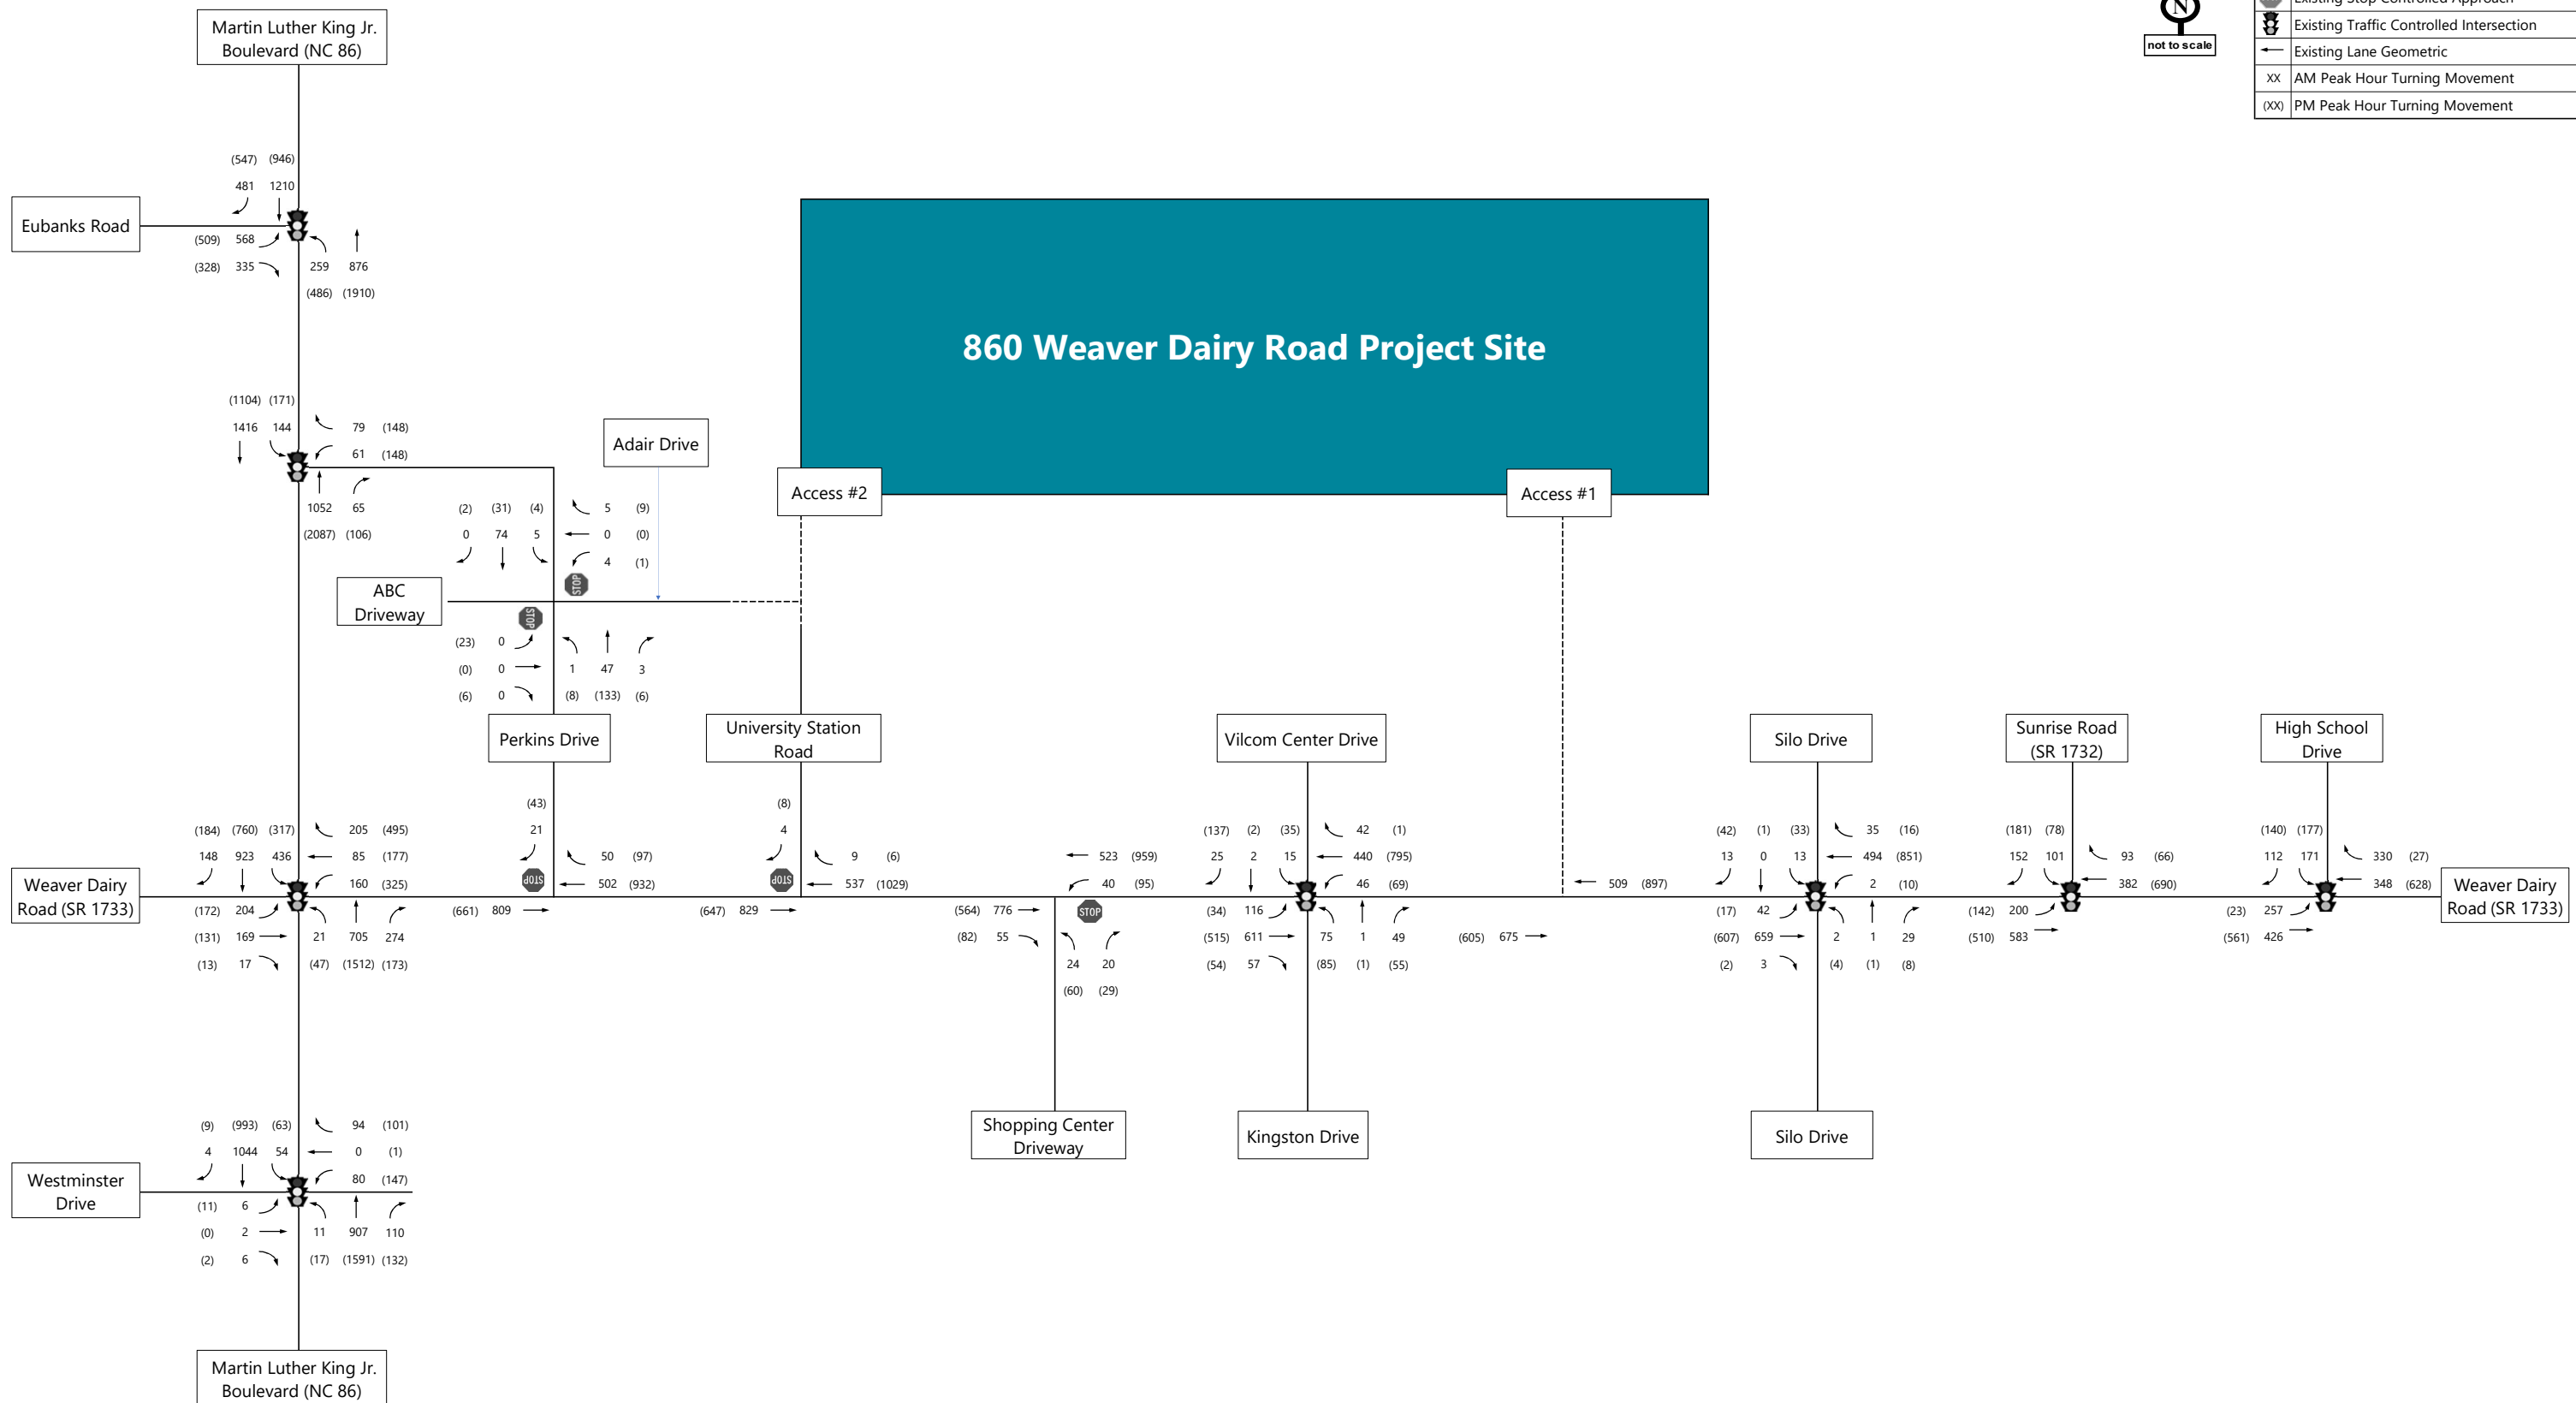 Martin Luther King Jr.
Boulevard (NC 86)
N
not to scale
Existing Stop Controlled Approach
Existing Traffic Controlled Intersection
Existing Lane Geometric
XX AM Peak Hour Turning Movement
(XX) PM Peak Hour Turning Movement
(547) (946)
481 1210
Eubanks Road
(509) 568
(328) 335
259 876
(486) (1910)
860 Weaver Dairy Road Project Site
(1104) (171)
1416 144
79 (148)
61 (148)
1052 65
(2087) (106)
Adair Drive
Access #2
Access #1
(2) (31) (4)
0 74 5
5 (9)
0 (0)
4 (1)
STOP
ABC
Driveway
STOP
(23) 0
(0) 0
(6) 0
1 47 3
(8) (133) (6)
Perkins Drive
University Station
Road
Vilcom Center Drive
Silo Drive
Sunrise Road
(SR 1732)
High School
Drive
(184) (760) (317)
148 923 436
205 (495)
85 (177)
160 (325)
Weaver Dairy
Road (SR 1733)
(172) 204
(131) 169
(13) 17
21 705 274
(47) (1512) (173)
(43)
21
50 (97)
502 (932)
STOP
(661) 809
(8)
4
9 (6)
537 (1029)
STOP
(647) 829
523 (959)
40 (95)
(564) 776
(82) 55
STOP
24 20
(60) (29)
(137) (2) (35)
25 2 15
42 (1)
440 (795)
46 (69)
(34) 116
(515) 611
(54) 57
75 1 49
(85) (1) (55)
509 (897)
(605) 675
(42) (1) (33)
13 0 13
35 (16)
494 (851)
2 (10)
(17) 42
(607) 659
(2) 3
2 1 29
(4) (1) (8)
(181) (78)
152 101
93 (66)
382 (690)
(142) 200
(510) 583
(140) (177)
112 171
330 (27)
348 (628)
(23) 257
(561) 426
Weaver Dairy
Road (SR 1733)
Shopping Center
Driveway
Kingston Drive
Silo Drive
(9) (993) (63)
4 1044 54
94 (101)
0 (1)
80 (147)
Westminster
Drive
(11) 6
(0) 2
(2) 6
11 907 110
(17) (1591) (132)
Martin Luther King Jr.
Boulevard (NC 86)